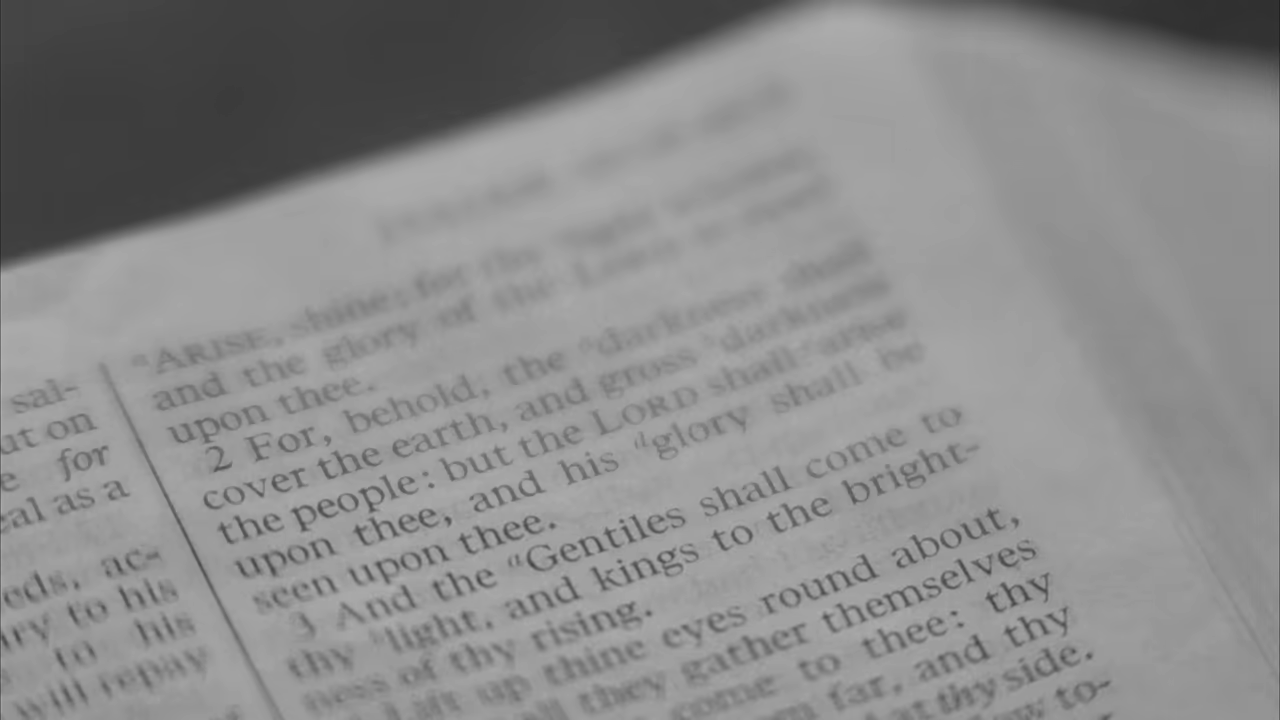 sal-
ut on
e for
eal as a
eds, ac-
ary to his
to his
will repay
of
"ARISE, shine; for thy light
and the glory of the LORD is
upon thee.
2 For, behold, the "darkness shall
cover the earth, and gross 'darkness
the people: but the LORD shall "arise
upon thee, and his "glory shall be
seen upon thee.
3 And the "Gentiles shall come to
thy 'light, and kings to the bright-
ness of thy rising.
Lift up thine eyes round about,
all they gather themselves
come to thee: thy
far, and thy
at thy side.
to-